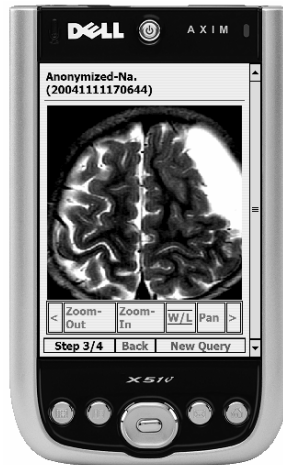 DELL AXIM
Anonymized-Na.
(20041111170644)
< Zoom-Out Zoom-In W/L Pan >
Step 3/4 Back New Query
X51v